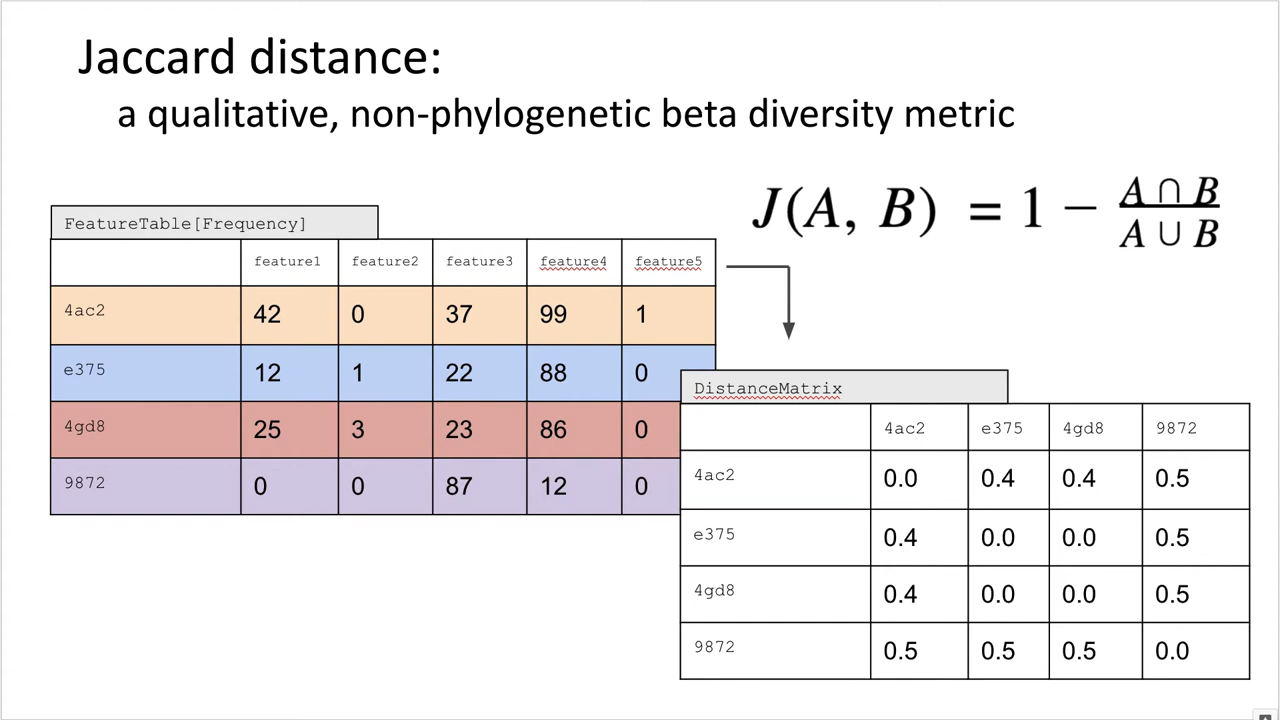 Jaccard distance:
a qualitative, non-phylogenetic beta diversity metric
J(A, B) = 1 − A ∩ B / A ∪ B
FeatureTable[Frequency]
feature1 feature2 feature3 feature4 feature5
4ac2 42 0 37 99 1
e375 12 1 22 88 0
4gd8 25 3 23 86 0
9872 0 0 87 12 0
DistanceMatrix
4ac2 e375 4gd8 9872
4ac2 0.0 0.4 0.4 0.5
e375 0.4 0.0 0.0 0.5
4gd8 0.4 0.0 0.0 0.5
9872 0.5 0.5 0.5 0.0